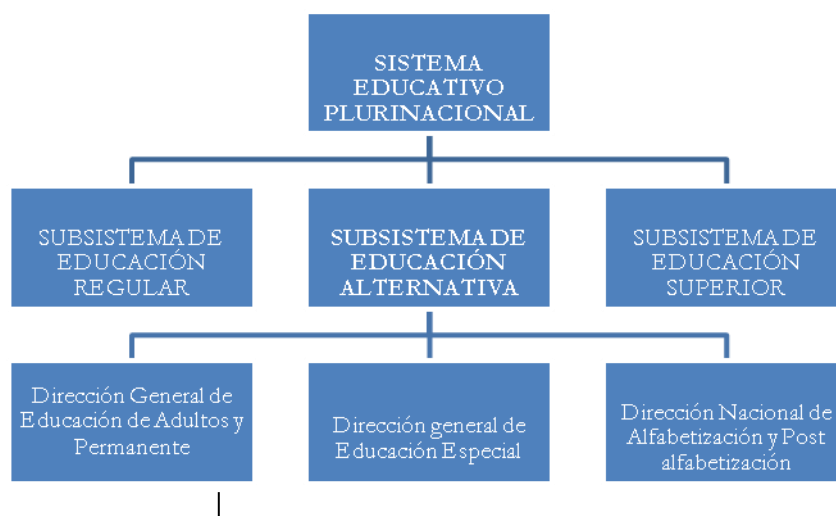 SISTEMA
EDUCATIVO
PLURINACIONAL
SUBSISTEMA DE
EDUCACIÓN
REGULAR
SUBSISTEMA DE
EDUCACIÓN
ALTERNATIVA
SUBSISTEMA DE
EDUCACIÓN
SUPERIOR
Dirección General de
Educación de Adultos y
Permanente
Dirección general de
Educación Especial
Dirección Nacional de
Alfabetización y Post
alfabetización